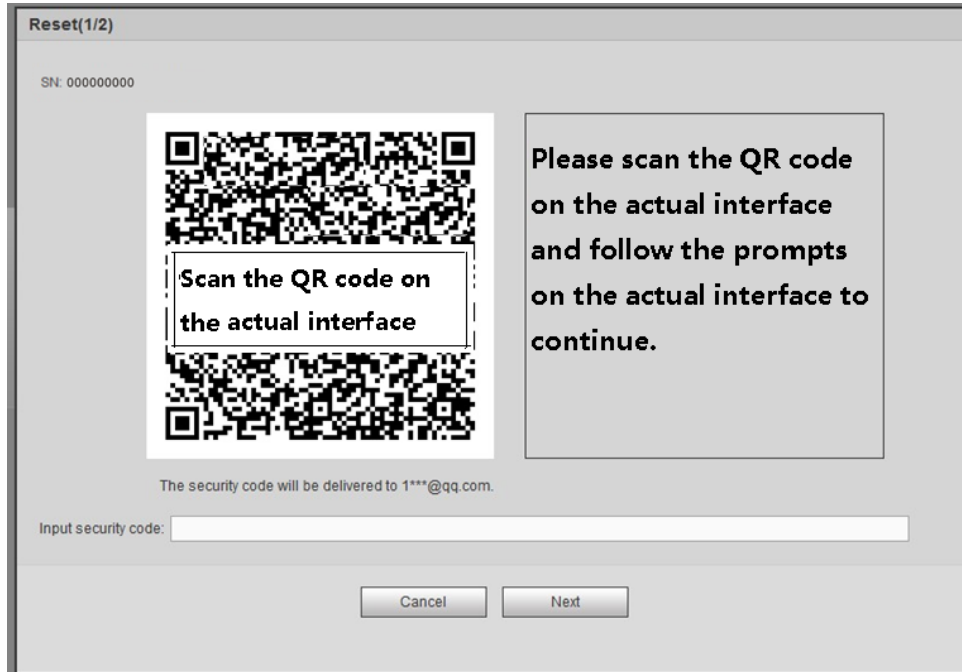 Reset(1/2)
SN: 000000000
Scan the QR code on
the actual interface
Please scan the QR code
on the actual interface
and follow the prompts
on the actual interface to
continue.
The security code will be delivered to 1***@qq.com.
Input security code:
Cancel
Next